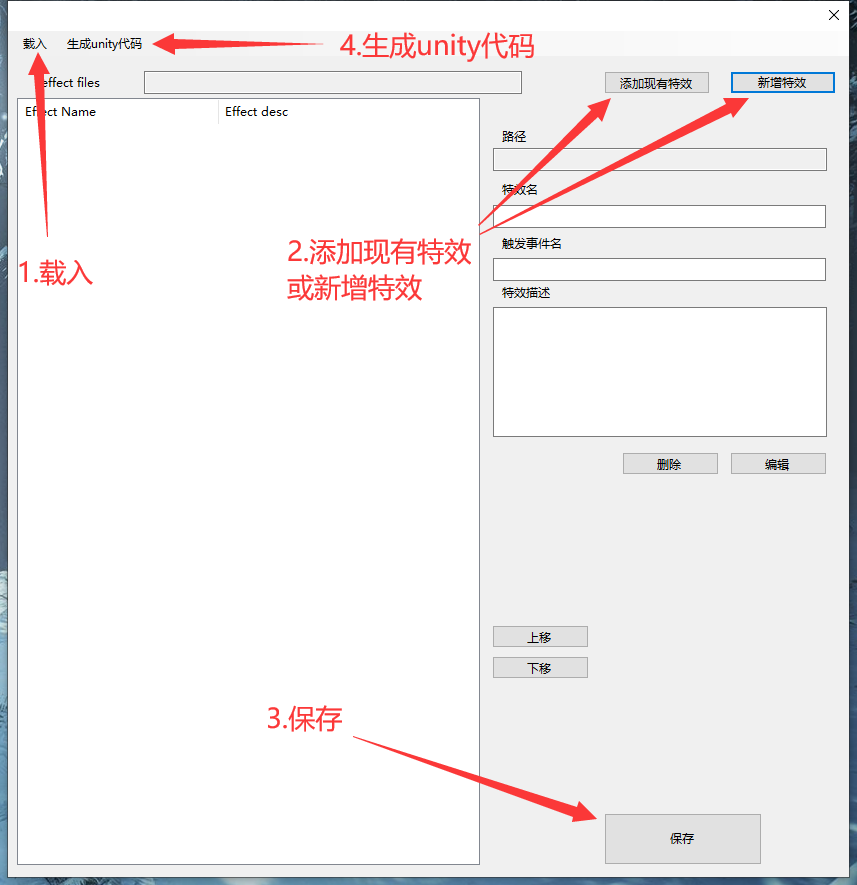 载入 生成unity代码
4.生成unity代码
effect files
添加现有特效 新增特效
Effect Name Effect desc
路径
特效名
触发事件名
特效描述
1.载入
2.添加现有特效
或新增特效
删除 编辑
上移
下移
3.保存
保存